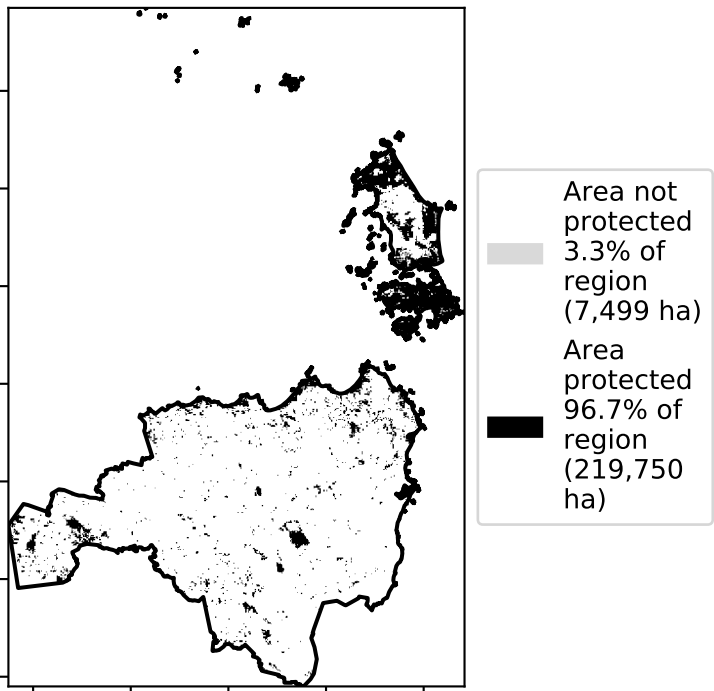 Area not
protected
3.3% of
region
(7,499 ha)
Area
protected
96.7% of
region
(219,750
ha)